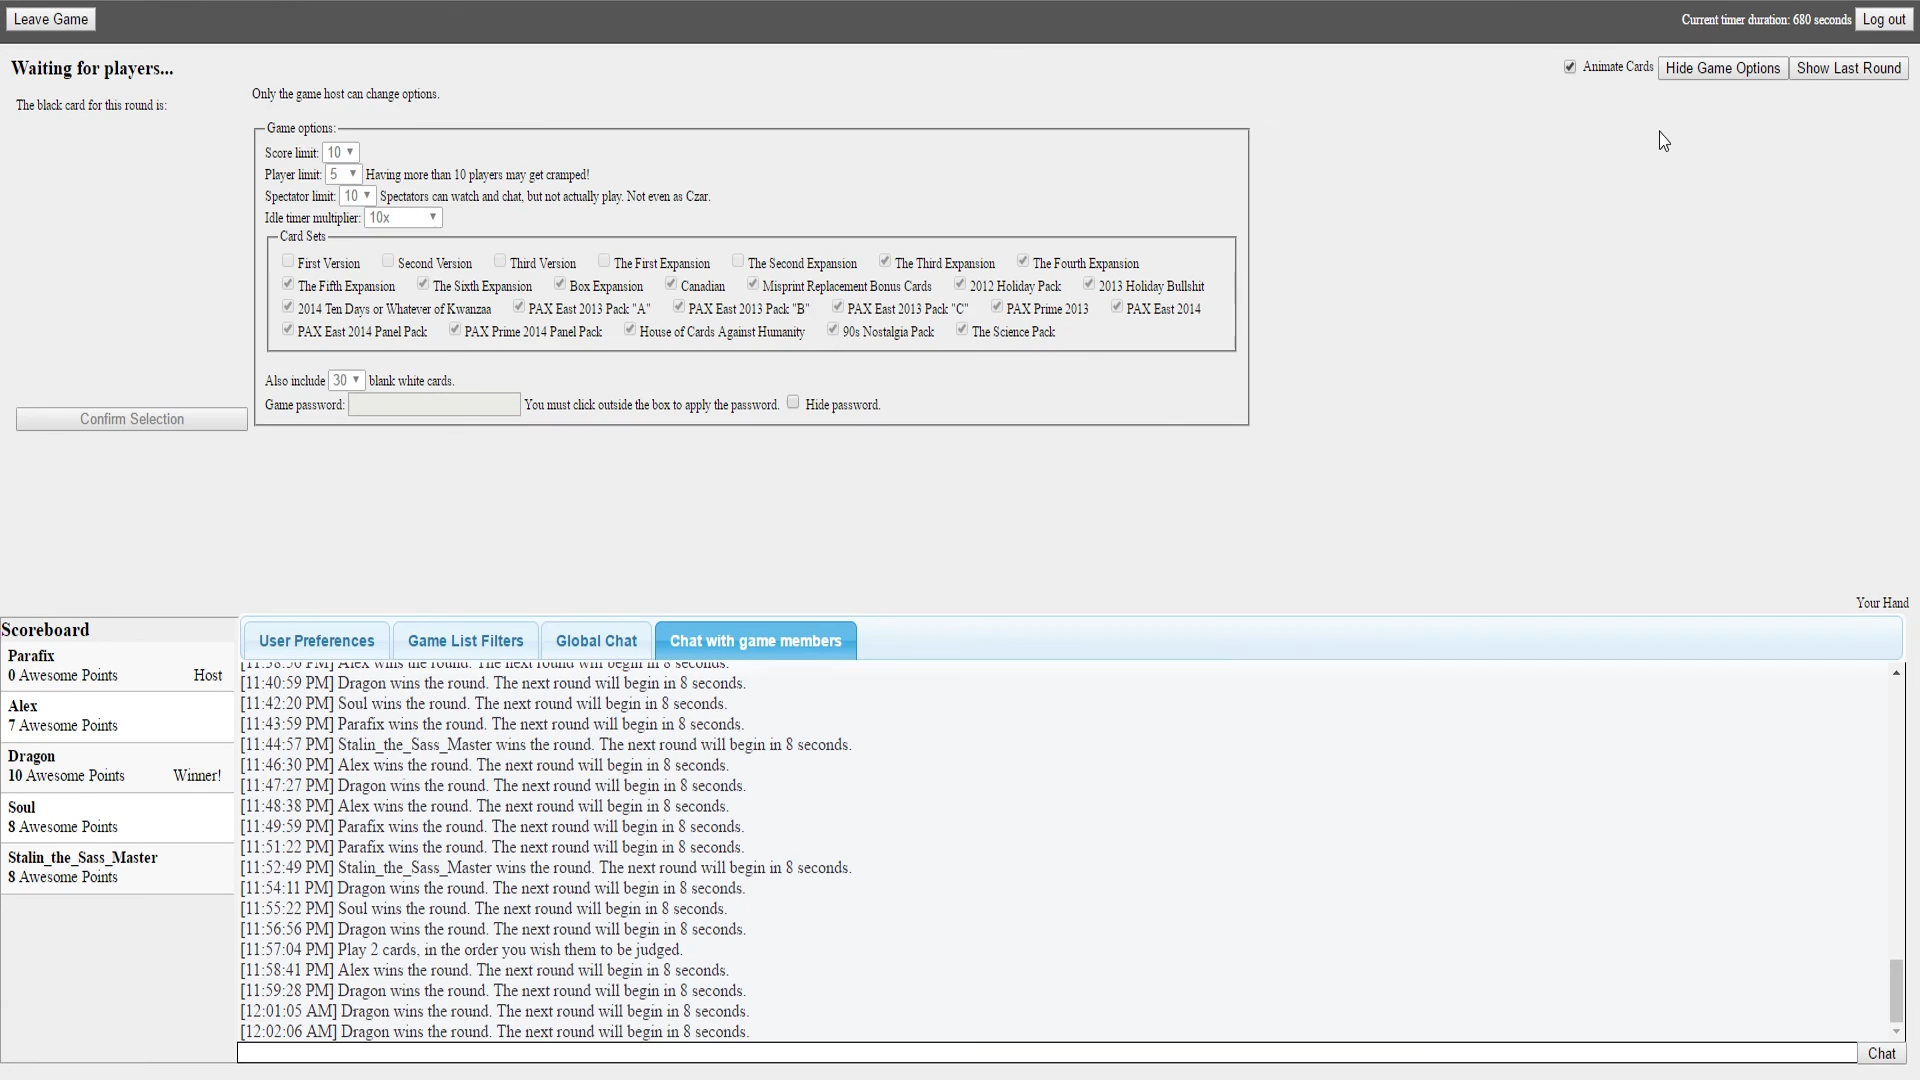 Leave Game
Current timer duration: 680 seconds Log out
Waiting for players...
Animate Cards Hide Game Options Show Last Round
Only the game host can change options.
The black card for this round is:
Game options:
Score limit: 10
Player limit: 5 Having more than 10 players may get cramped!
Spectator limit: 10 Spectators can watch and chat, but not actually play. Not even as Czar.
Idle timer multiplier: 10x
Card Sets
First Version Second Version Third Version The First Expansion The Second Expansion The Third Expansion The Fourth Expansion
The Fifth Expansion The Sixth Expansion Box Expansion Canadian Misprint Replacement Bonus Cards 2012 Holiday Pack 2013 Holiday Bullshit
2014 Ten Days or Whatever of Kwanzaa PAX East 2013 Pack "A" PAX East 2013 Pack "B" PAX East 2013 Pack "C" PAX Prime 2013 PAX East 2014
PAX East 2014 Panel Pack PAX Prime 2014 Panel Pack House of Cards Against Humanity 90s Nostalgia Pack The Science Pack
Also include 30 blank white cards.
Game password: You must click outside the box to apply the password. Hide password.
Confirm Selection
Your Hand
Scoreboard
Parafix
0 Awesome Points Host
Alex
7 Awesome Points
Dragon
10 Awesome Points Winner!
Soul
8 Awesome Points
Stalin_the_Sass_Master
8 Awesome Points
User Preferences Game List Filters Global Chat Chat with game members
[11:38:50 PM] Alex wins the round. The next round will begin in 8 seconds.
[11:40:59 PM] Dragon wins the round. The next round will begin in 8 seconds.
[11:42:20 PM] Soul wins the round. The next round will begin in 8 seconds.
[11:43:59 PM] Parafix wins the round. The next round will begin in 8 seconds.
[11:44:57 PM] Stalin_the_Sass_Master wins the round. The next round will begin in 8 seconds.
[11:46:30 PM] Alex wins the round. The next round will begin in 8 seconds.
[11:47:27 PM] Dragon wins the round. The next round will begin in 8 seconds.
[11:48:38 PM] Alex wins the round. The next round will begin in 8 seconds.
[11:49:59 PM] Parafix wins the round. The next round will begin in 8 seconds.
[11:51:22 PM] Parafix wins the round. The next round will begin in 8 seconds.
[11:52:49 PM] Stalin_the_Sass_Master wins the round. The next round will begin in 8 seconds.
[11:54:11 PM] Dragon wins the round. The next round will begin in 8 seconds.
[11:55:22 PM] Soul wins the round. The next round will begin in 8 seconds.
[11:56:56 PM] Dragon wins the round. The next round will begin in 8 seconds.
[11:57:04 PM] Play 2 cards, in the order you wish them to be judged.
[11:58:41 PM] Alex wins the round. The next round will begin in 8 seconds.
[11:59:28 PM] Dragon wins the round. The next round will begin in 8 seconds.
[12:01:05 AM] Dragon wins the round. The next round will begin in 8 seconds.
[12:02:06 AM] Dragon wins the round. The next round will begin in 8 seconds.
Chat